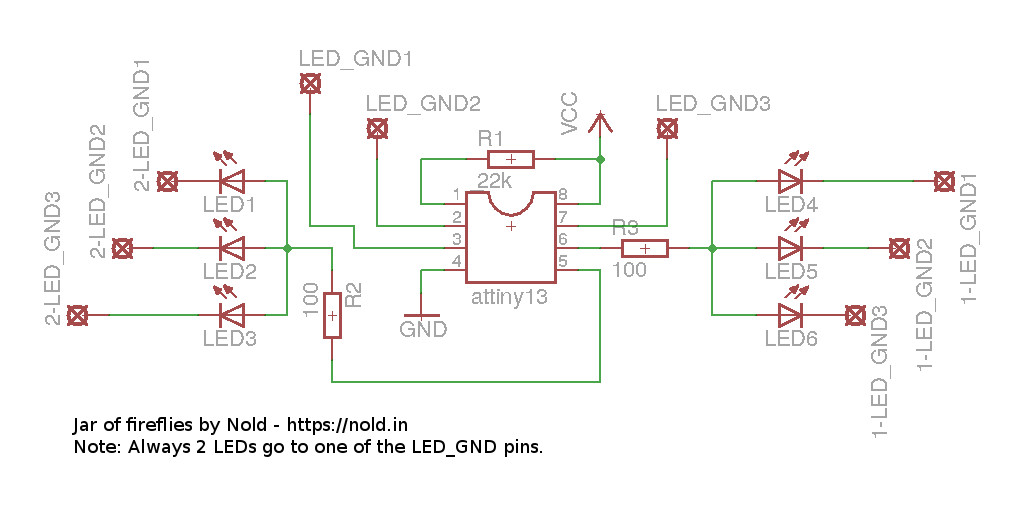 LED_GND1
LED_GND2
VCC
LED_GND3
2-LED_GND1
2-LED_GND2
2-LED_GND3
R1
22k
LED1
LED2
LED3
100
R2
1
2
3
4
8
7
6
5
attiny13
GND
R3
100
LED4
LED5
LED6
1-LED_GND1
1-LED_GND2
1-LED_GND3
Jar of fireflies by Nold - https://nold.in
Note: Always 2 LEDs go to one of the LED_GND pins.